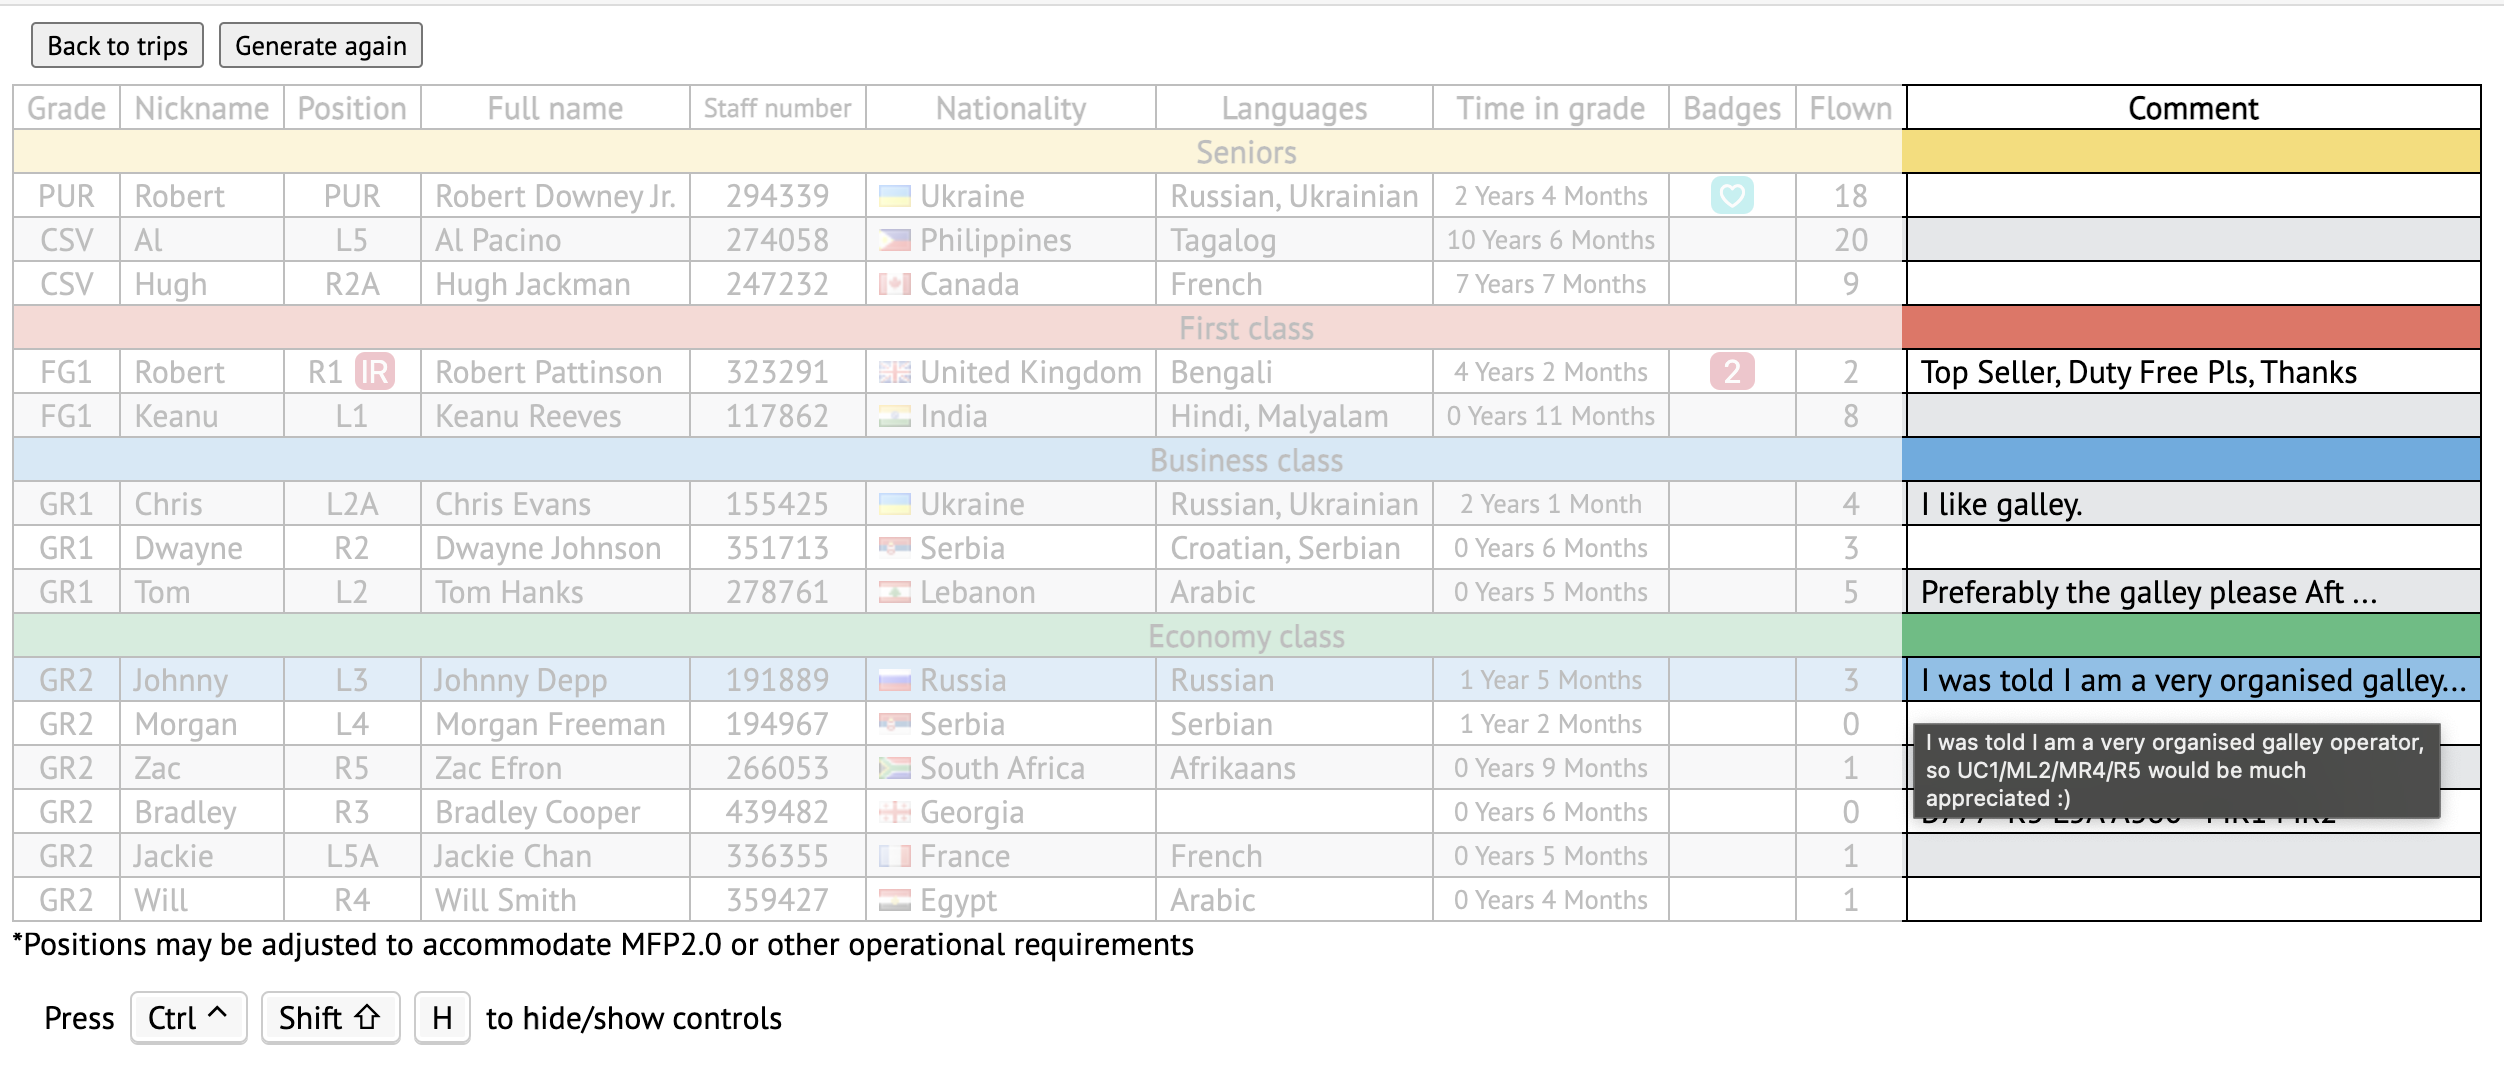 Back to trips Generate again
Grade Nickname Position Full name Staff number Nationality Languages Time in grade Badges Flown Comment
Seniors
PUR Robert PUR Robert Downey Jr. 294339 Ukraine Russian, Ukrainian 2 Years 4 Months 18
CSV Al L5 Al Pacino 274058 Philippines Tagalog 10 Years 6 Months 20
CSV Hugh R2A Hugh Jackman 247232 Canada French 7 Years 7 Months 9
First class
FG1 Robert R1 IR Robert Pattinson 323291 United Kingdom Bengali 4 Years 2 Months 2 2 Top Seller, Duty Free Pls, Thanks
FG1 Keanu L1 Keanu Reeves 117862 India Hindi, Malyalam 0 Years 11 Months 8
Business class
GR1 Chris L2A Chris Evans 155425 Ukraine Russian, Ukrainian 2 Years 1 Month 4 I like galley.
GR1 Dwayne R2 Dwayne Johnson 351713 Serbia Croatian, Serbian 0 Years 6 Months 3
GR1 Tom L2 Tom Hanks 278761 Lebanon Arabic 0 Years 5 Months 5 Preferably the galley please Aft ...
Economy class
GR2 Johnny L3 Johnny Depp 191889 Russia Russian 1 Year 5 Months 3 I was told I am a very organised galley...
GR2 Morgan L4 Morgan Freeman 194967 Serbia Serbian 1 Year 2 Months 0
I was told I am a very organised galley operator,
so UC1/ML2/MR4/R5 would be much
appreciated :)
GR2 Zac R5 Zac Efron 266053 South Africa Afrikaans 0 Years 9 Months 1
GR2 Bradley R3 Bradley Cooper 439482 Georgia 0 Years 6 Months 0
GR2 Jackie L5A Jackie Chan 336355 France French 0 Years 5 Months 1
GR2 Will R4 Will Smith 359427 Egypt Arabic 0 Years 4 Months 1
*Positions may be adjusted to accommodate MFP2.0 or other operational requirements
Press Ctrl ^ Shift ⇧ H to hide/show controls